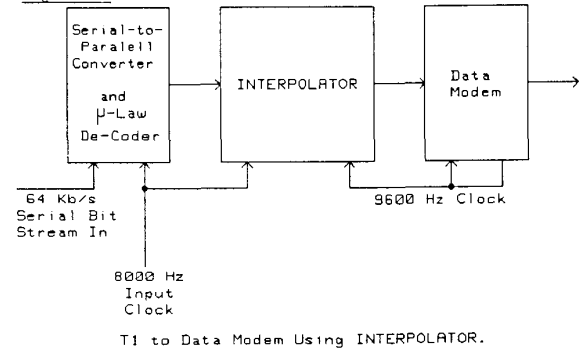 Serial-to-
Paralell
Converter
and
μ-Law
De-Coder
INTERPOLATOR
Data
Modem
64 Kb/s
Serial Bit
Stream In
9600 Hz Clock
8000 Hz
Input
Clock
T1 to Data Modem Using INTERPOLATOR.